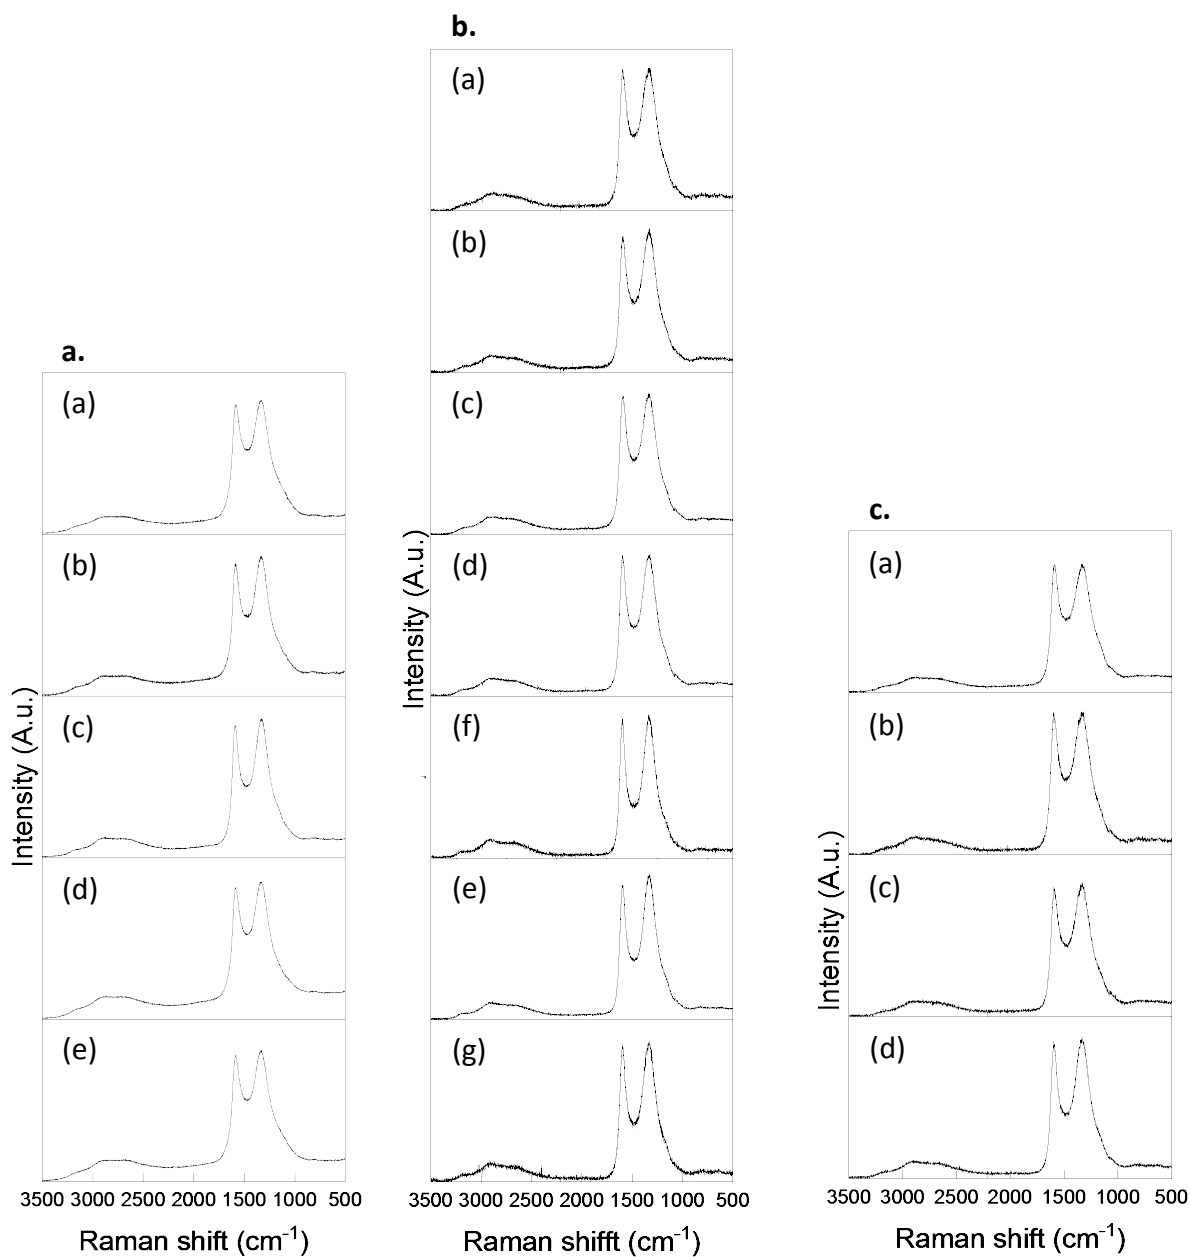 a.
(a)
(b)
(c)
(d)
(e)
Intensity (A.u.)
3500 3000 2500 2000 1500 1000 500
Raman shift (cm⁻¹)
b.
(a)
(b)
(c)
(d)
(f)
(e)
(g)
Intensity (A.u.)
3500 3000 2500 2000 1500 1000 500
Raman shifft (cm⁻¹)
c.
(a)
(b)
(c)
(d)
Intensity (A.u.)
3500 3000 2500 2000 1500 1000 500
Raman shift (cm⁻¹)